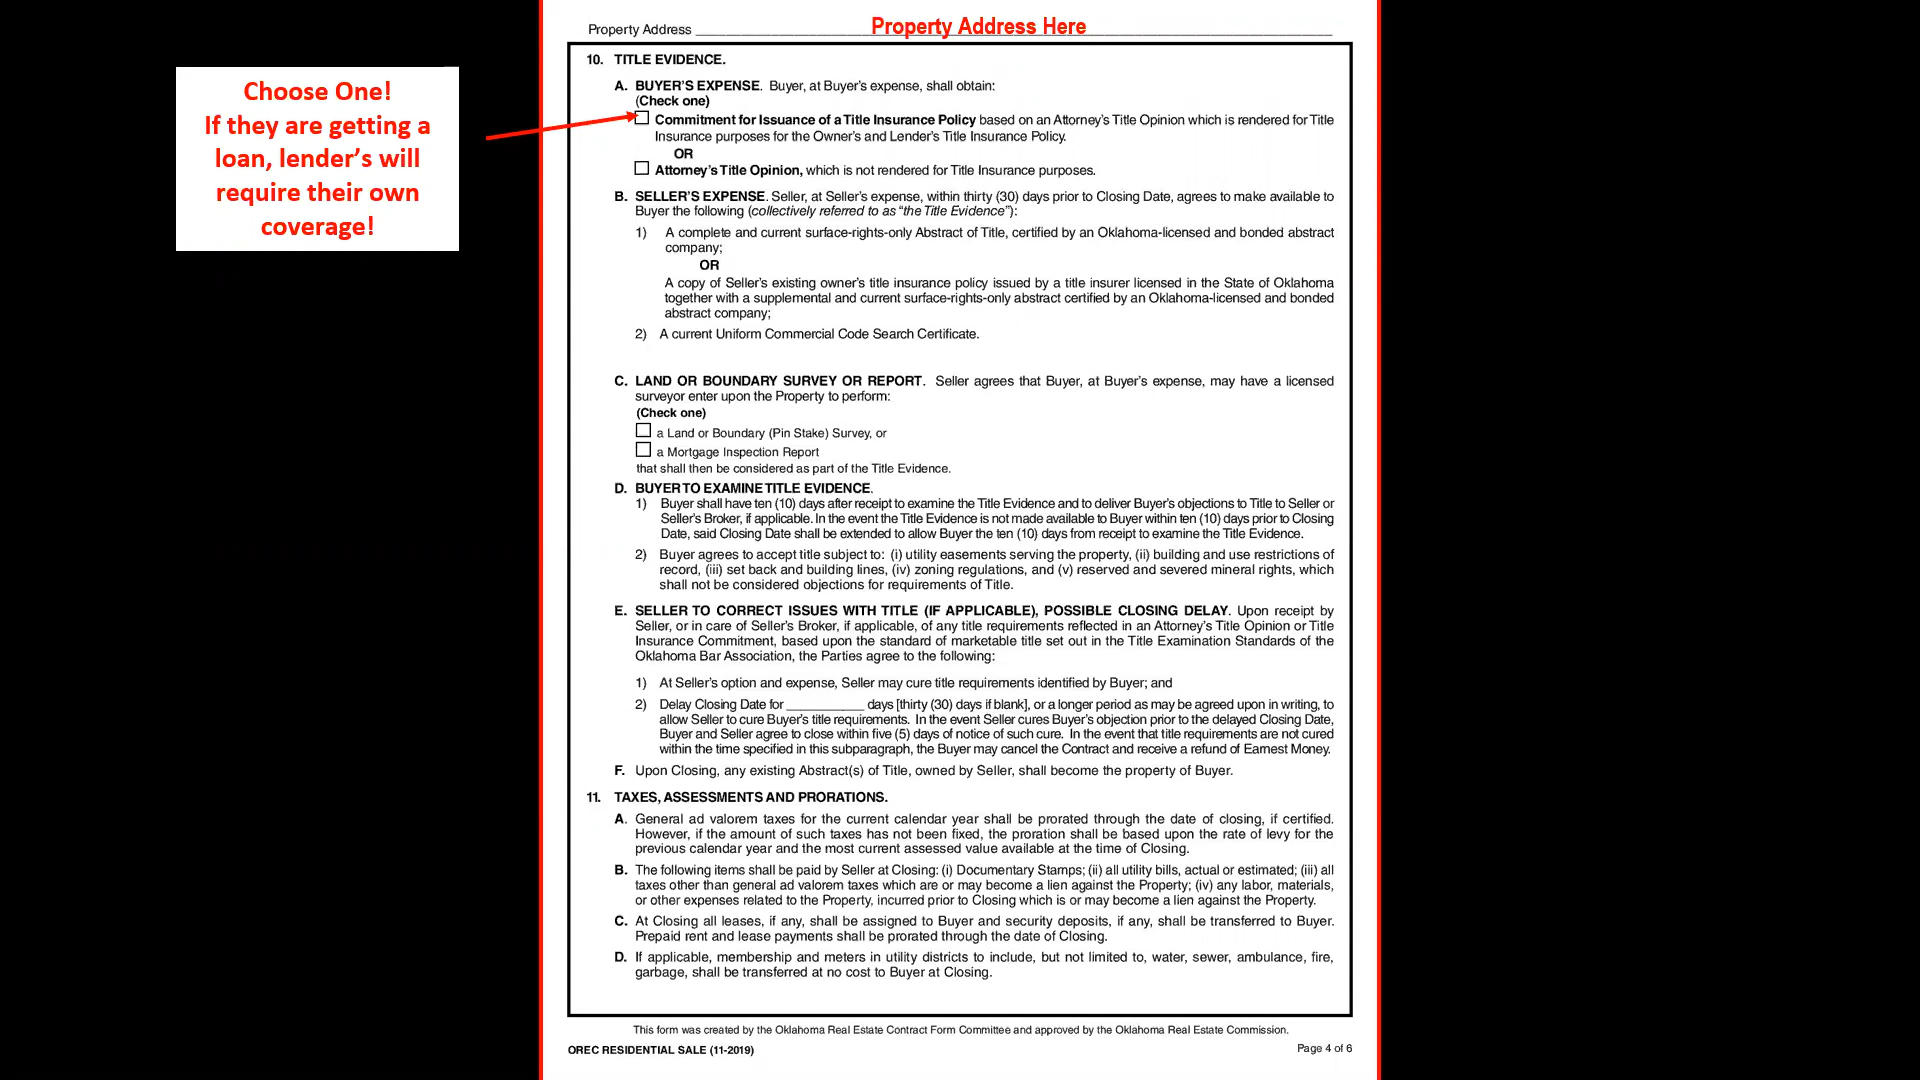 Choose One!
If they are getting a
loan, lender's will
require their own
coverage!
Property Address
Property Address Here
10. TITLE EVIDENCE.
A. BUYER'S EXPENSE. Buyer, at Buyer's expense, shall obtain:
(Check one)
Commitment for Issuance of a Title Insurance Policy based on an Attorney's Title Opinion which is rendered for Title
Insurance purposes for the Owner's and Lender's Title Insurance Policy.
OR
Attorney's Title Opinion, which is not rendered for Title Insurance purposes.
B. SELLER'S EXPENSE. Seller, at Seller's expense, within thirty (30) days prior to Closing Date, agrees to make available to
Buyer the following (collectively referred to as "the Title Evidence"):
1) A complete and current surface-rights-only Abstract of Title, certified by an Oklahoma-licensed and bonded abstract
company;
OR
A copy of Seller's existing owner's title insurance policy issued by a title insurer licensed in the State of Oklahoma
together with a supplemental and current surface-rights-only abstract certified by an Oklahoma-licensed and bonded
abstract company;
2) A current Uniform Commercial Code Search Certificate.
C. LAND OR BOUNDARY SURVEY OR REPORT. Seller agrees that Buyer, at Buyer's expense, may have a licensed
surveyor enter upon the Property to perform:
(Check one)
a Land or Boundary (Pin Stake) Survey, or
a Mortgage Inspection Report
that shall then be considered as part of the Title Evidence.
D. BUYER TO EXAMINE TITLE EVIDENCE.
1) Buyer shall have ten (10) days after receipt to examine the Title Evidence and to deliver Buyer's objections to Title to Seller or
Seller's Broker, if applicable. In the event the Title Evidence is not made available to Buyer within ten (10) days prior to Closing
Date, said Closing Date shall be extended to allow Buyer the ten (10) days from receipt to examine the Title Evidence.
2) Buyer agrees to accept title subject to: (i) utility easements serving the property, (ii) building and use restrictions of
record, (iii) set back and building lines, (iv) zoning regulations, and (v) reserved and severed mineral rights, which
shall not be considered objections for requirements of Title.
E. SELLER TO CORRECT ISSUES WITH TITLE (IF APPLICABLE), POSSIBLE CLOSING DELAY. Upon receipt by
Seller, or in care of Seller's Broker, if applicable, of any title requirements reflected in an Attorney's Title Opinion or Title
Insurance Commitment, based upon the standard of marketable title set out in the Title Examination Standards of the
Oklahoma Bar Association, the Parties agree to the following:
1) At Seller's option and expense, Seller may cure title requirements identified by Buyer; and
2) Delay Closing Date for ___________ days [thirty (30) days if blank], or a longer period as may be agreed upon in writing, to
allow Seller to cure Buyer's title requirements. In the event Seller cures Buyer's objection prior to the delayed Closing Date,
Buyer and Seller agree to close within five (5) days of notice of such cure. In the event that title requirements are not cured
within the time specified in this subparagraph, the Buyer may cancel the Contract and receive a refund of Earnest Money.
F. Upon Closing, any existing Abstract(s) of Title, owned by Seller, shall become the property of Buyer.
11. TAXES, ASSESSMENTS AND PRORATIONS.
A. General ad valorem taxes for the current calendar year shall be prorated through the date of closing, if certified.
However, if the amount of such taxes has not been fixed, the proration shall be based upon the rate of levy for the
previous calendar year and the most current assessed value available at the time of Closing.
B. The following items shall be paid by Seller at Closing: (i) Documentary Stamps; (ii) all utility bills, actual or estimated; (iii) all
taxes other than general ad valorem taxes which are or may become a lien against the Property; (iv) any labor, materials,
or other expenses related to the Property, incurred prior to Closing which is or may become a lien against the Property.
C. At Closing all leases, if any, shall be assigned to Buyer and security deposits, if any, shall be transferred to Buyer.
Prepaid rent and lease payments shall be prorated through the date of Closing.
D. If applicable, membership and meters in utility districts to include, but not limited to, water, sewer, ambulance, fire,
garbage, shall be transferred at no cost to Buyer at Closing.
This form was created by the Oklahoma Real Estate Contract Form Committee and approved by the Oklahoma Real Estate Commission.
OREC RESIDENTIAL SALE (11-2019)
Page 4 of 6